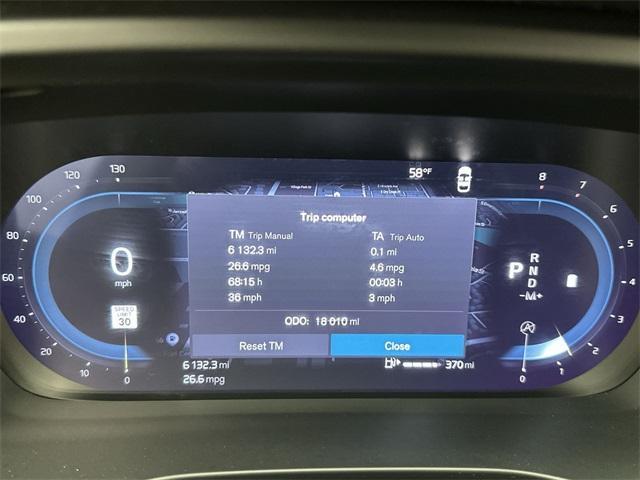 58°F
Trip computer
TM Trip Manual TA Trip Auto
6 132.3 mi 0.1 mi
26.6 mpg 4.6 mpg
68:15 h 00:03 h
36 mph 3 mph
ODO: 18 010 mi
Reset TM Close
130
120
100
80
60
40
20
10
0
0
mph
SPEED
LIMIT
30
6 132.3 mi
26.6 mpg
370 mi
8
7
6
5
4
2
1
0
P
R
N
D
-M+
A